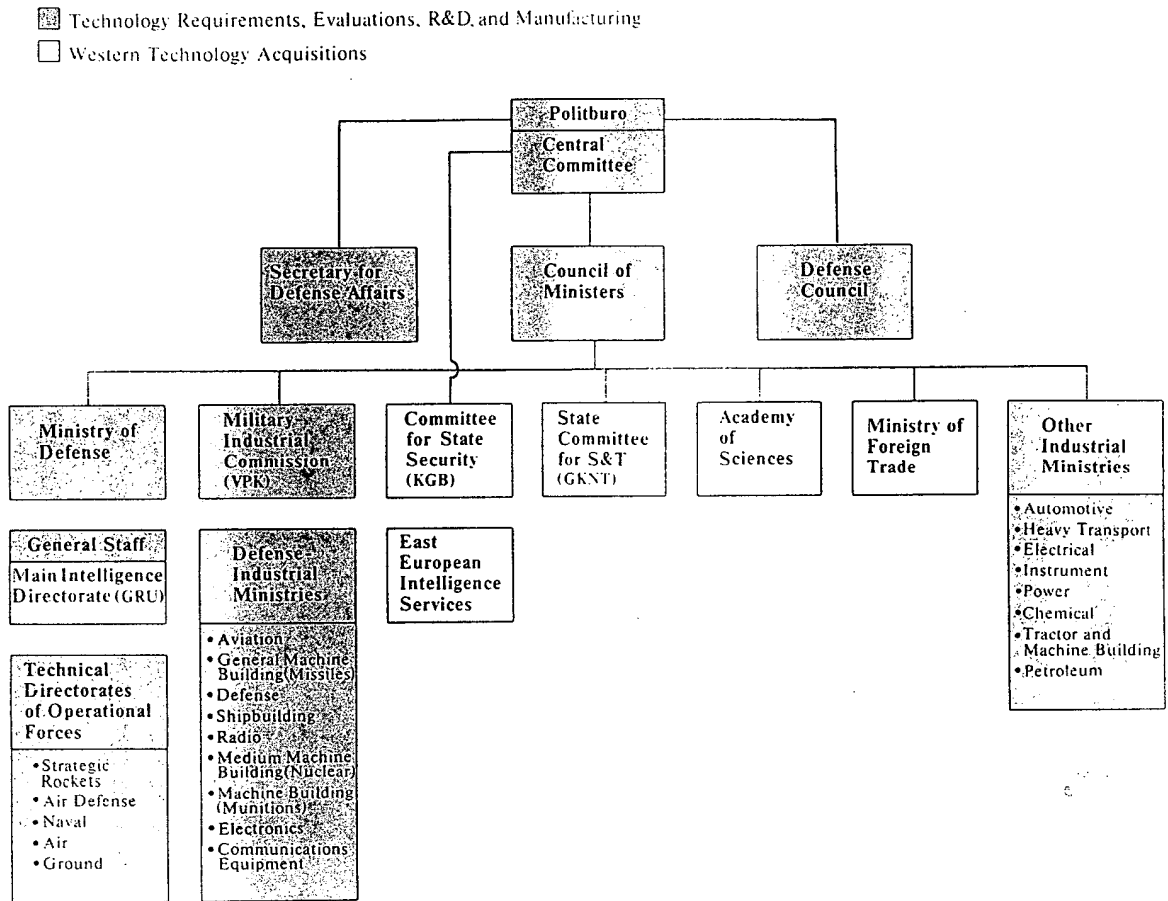 Technology Requirements, Evaluations, R&D, and Manufacturing
Western Technology Acquisitions
Politburo
Central
Committee
Secretary for
Defense Affairs
Council of
Ministers
Defense
Council
Ministry of
Defense
Military
Industrial
Commission
(VPK)
Committee
for State
Security
(KGB)
State
Committee
for S&T
(GKNT)
Academy
of
Sciences
Ministry of
Foreign
Trade
Other
Industrial
Ministries
• Automotive
• Heavy Transport
• Electrical
• Instrument
• Power
• Chemical
• Tractor and
Machine Building
• Petroleum
General Staff
Main Intelligence
Directorate (GRU)
Defense-
Industrial
Ministries
• Aviation
• General Machine
Building (Missiles)
• Defense
• Shipbuilding
• Radio
• Medium Machine
Building (Nuclear)
• Machine Building
(Munitions)
• Electronics
• Communications
Equipment
East
European
Intelligence
Services
Technical
Directorates
of Operational
Forces
• Strategic
Rockets
• Air Defense
• Naval
• Air
• Ground